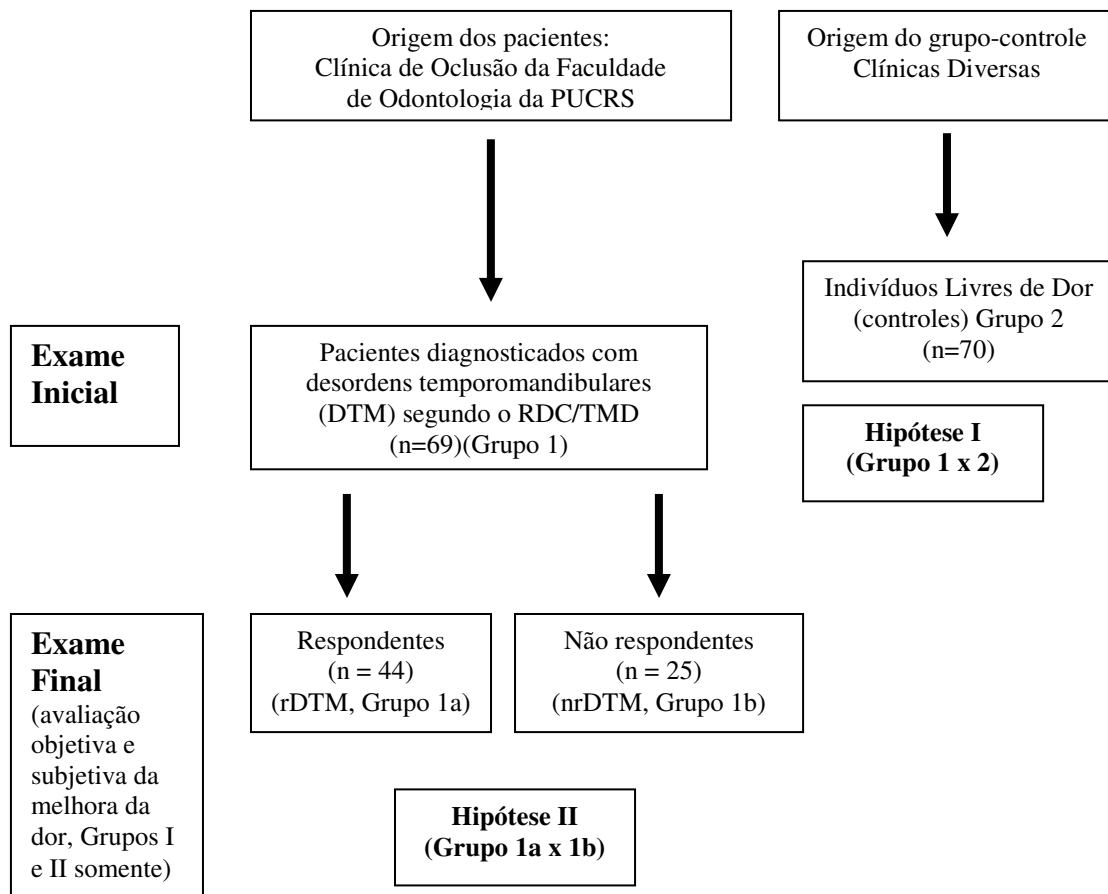 Origem dos pacientes:
Clínica de Oclusão da Faculdade
de Odontologia da PUCRS
Origem do grupo-controle
Clínicas Diversas
Indivíduos Livres de Dor
(controles) Grupo 2
(n=70)
Exame
Inicial
Pacientes diagnosticados com
desordens temporomandibulares
(DTM) segundo o RDC/TMD
(n=69)(Grupo 1)
Hipótese I
(Grupo 1 x 2)
Exame
Final
(avaliação
objetiva e
subjetiva da
melhora da
dor, Grupos I
e II somente)
Respondentes
(n = 44)
(rDTM, Grupo 1a)
Não respondentes
(n = 25)
(nrDTM, Grupo 1b)
Hipótese II
(Grupo 1a x 1b)